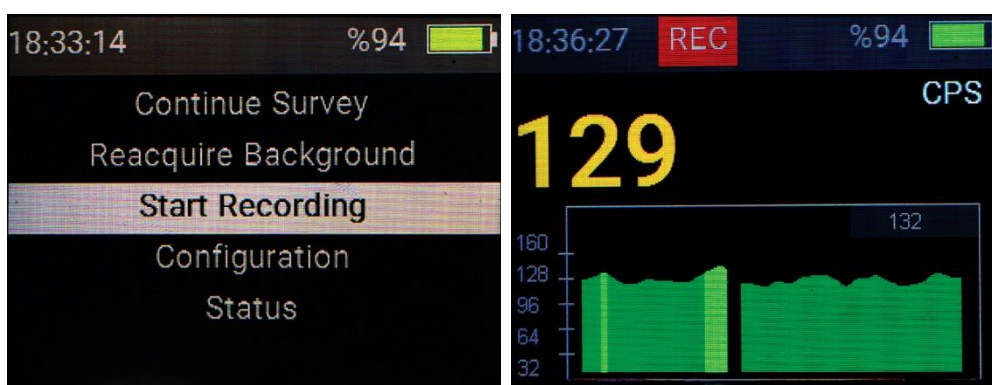 18:33:14 %94
Continue Survey
Reacquire Background
Start Recording
Configuration
Status
18:36:27 REC %94
CPS
129
132
160
128
96
64
32